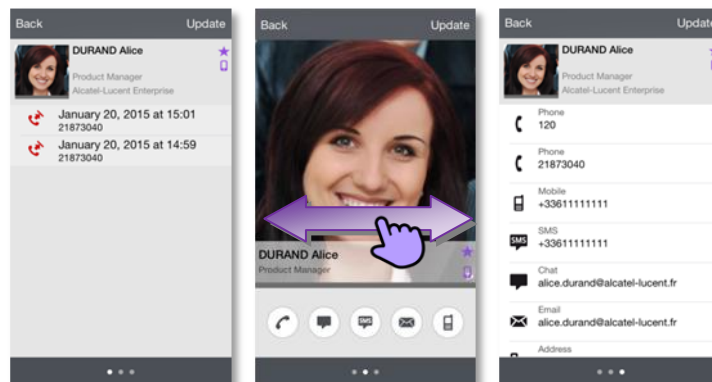 Back Update
DURAND Alice
Product Manager
Alcatel-Lucent Enterprise
January 20, 2015 at 15:01
21873040
January 20, 2015 at 14:59
21873040
Back Update
DURAND Alice
Product Manager
SMS
Back Update
DURAND Alice
Product Manager
Alcatel-Lucent Enterprise
Phone
120
Phone
21873040
Mobile
+33611111111
SMS
SMS
+33611111111
Chat
alice.durand@alcatel-lucent.fr
Email
alice.durand@alcatel-lucent.fr
Address